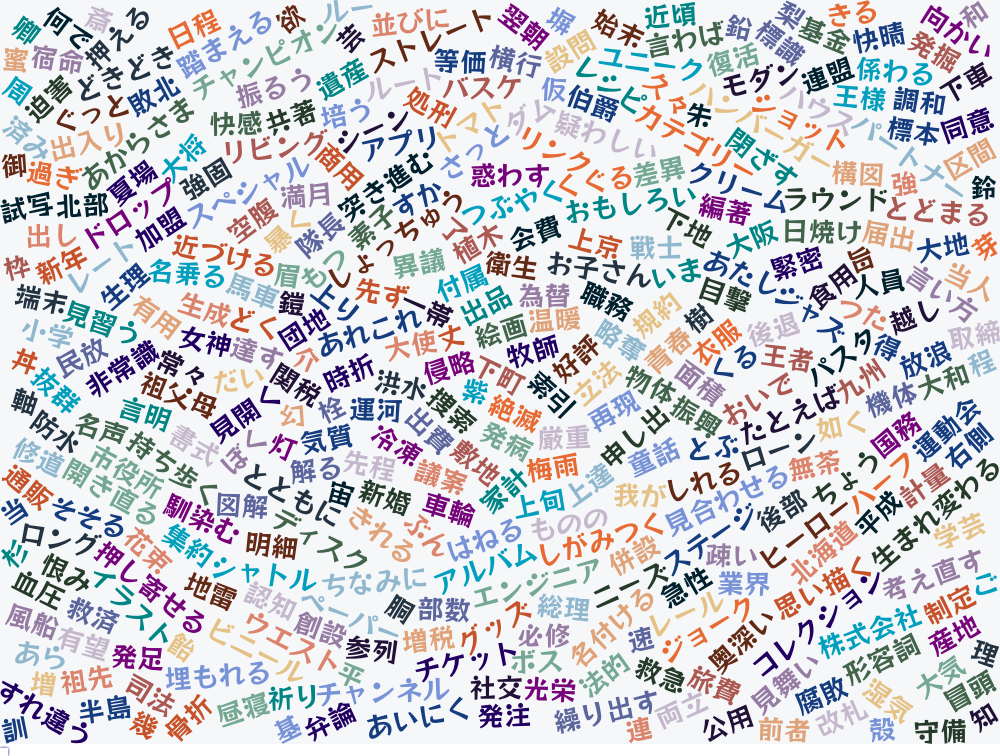 卿
何で
斎
押える
日程
踏まえる
欲
ルー
芸
並びに
ストレート
翌朝
堀
始末
近頃
言わば
鉛
梨
標識
基金
きる
快晴
向かい
和
発掘
蜜
宿命
どきどき
チャンピオン
等価
横行
設問
ユニーク
復活
モダン
連盟
係わる
下車
周
迫害
ぐっと
敗北
振るう
遺産
ルート
バスケ
仮
伯爵
レシピ
久々
朱
ハンバーガー
ショット
ハウス
王様
調和
済み
出入り
あからさま
快感
共著
培う
シーン
処刑
トマト
ダム
疑わしい
カテゴリー
閉ざす
パート
標本
同意
御
過ぎ
大将
リビング
商用
アプリ
さっと
リンク
くぐる
差異
クリーム
横図
強
メー
区問
鈴
試写
北部
夏場
強固
スペシャル
満月
突き進む
惑わす
つぶやく
おもしろい
編著
ラウンド
とどまる
出し
ドロップ
加盟
空腹
暴く
隊長
素子
すか
しょっちゅう
植木
会費
上京
戦士
下地
大阪
日焼け
届出
大地
芽
枠
新年
レート
生理
近づける
名乗る
眉
もつ
異議
衛生
お子さん
いま
あたし
緊密
食用
缶
人員
言い方
当人
端末
見習う
有用
生成
馬車
鎧
上り
先ず
一帯
付属
出品
為替
職務
規約
目撃
樹
ジャズ
つた
越し
小学
女神
どく
団地
あれこれ
大使
丈
絵画
温暖
略奪
青春
衣服
後退
パスタ
得
放浪
取締
程
丼
民放
非常識
常々
達す
介
時折
侵略
下町
牧師
好評
立法
くる
王者
九州
大和
抜群
祖父母
だい
関税
洪水
紫
索引
物体
面積
おいで
たとえば
機体
軸
防水
言明
見開く
幻
栓
運河
出費
捜索
絶滅
再現
振興
如く
国務
運動会
名声
持ち歩く
書式
灯
気質
冷凍
敷地
発病
厳重
申し出
とぶ
ローン
右側
修道
市役所
開き直る
解る
先程
議案
家計
梅雨
上達
童話
しれる
無茶
ちょう
通販
そそる
馴染む
図解
ともに
宙
新婚
車輪
上旬
我が
見合わせる
後部
ハーフ
計量
生まれ変わる
当
ロング
花束
集約
明細
ディスク
きれる
ぶん
はねる
ものの
しがみつく
ステージ
ヒーロー
平成
学芸
杉
恨み
押し寄せる
シャトル
ちなみに
アルバム
エンジニア
併設
ニーズ
疎い
北海道
思い描く
考え直す
血圧
救済
イラスト
地雷
認知
ペーパー
胴
部数
総理
名付ける
急性
業界
レール
ジョーク
コレクション
株式会社
制定
ご
風船
有望
飴
ビニール
ウエスト
創設
参列
増税
グッズ
必修
速
奥深い
見舞い
形容詞
産地
理
あら
発足
埋もれる
平
チケット
ボス
法的
救急
旅費
腐敗
湿気
大気
冒頭
増
祖先
司法
昼寝
祈り
チャンネル
社交
光栄
繰り出す
両立
公用
改札
すれ違う
半島
幾
骨折
基
弁論
あいにく
発注
連
前者
殻
守備
知
訓